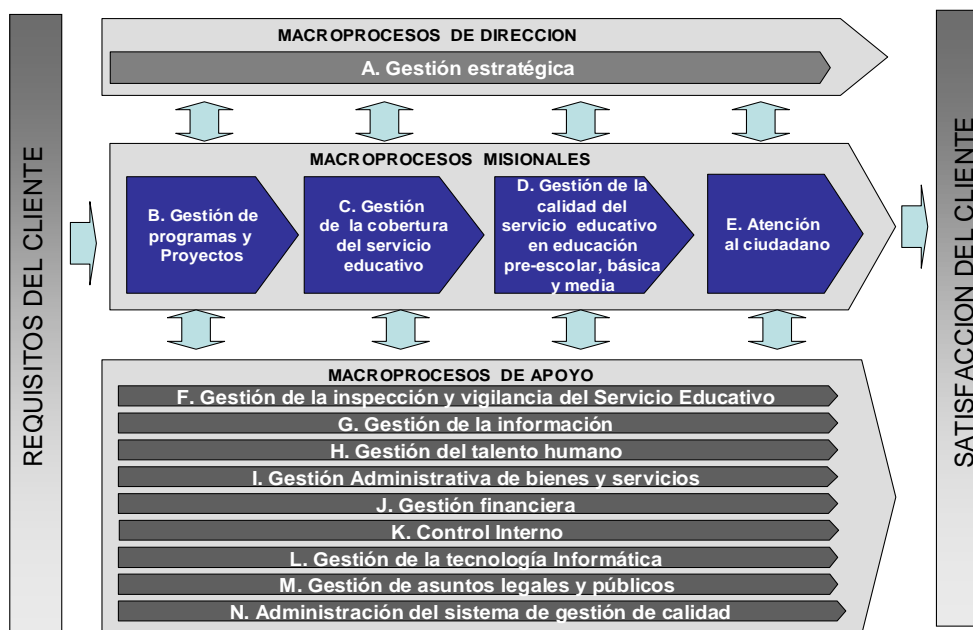 REQUISITOS DEL CLIENTE
MACROPROCESOS DE DIRECCION
A. Gestión estratégica
MACROPROCESOS MISIONALES
B. Gestión de
programas y
Proyectos
C. Gestión
de la cobertura
del servicio
educativo
D. Gestión de la
calidad del
servicio educativo
en educación
pre-escolar, básica
y media
E. Atención
al ciudadano
MACROPROCESOS DE APOYO
F. Gestión de la inspección y vigilancia del Servicio Educativo
G. Gestión de la información
H. Gestión del talento humano
I. Gestión Administrativa de bienes y servicios
J. Gestión financiera
K. Control Interno
L. Gestión de la tecnología Informática
M. Gestión de asuntos legales y públicos
N. Administración del sistema de gestión de calidad
SATISFACCION DEL CLIENTE